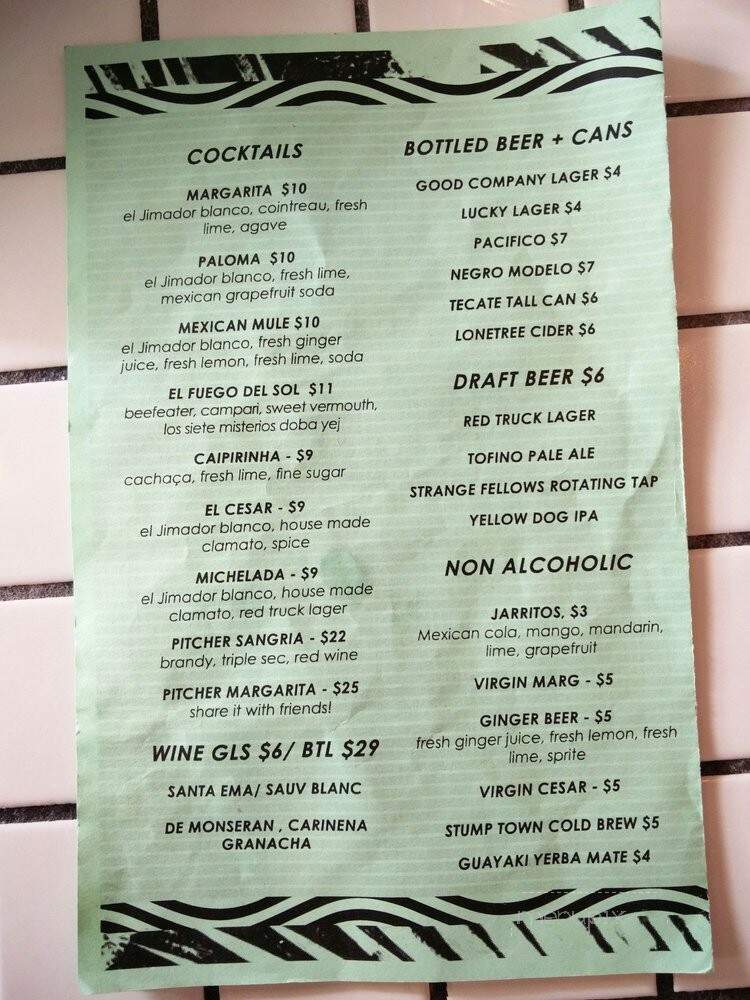 COCKTAILS
MARGARITA $10
el Jimador blanco, cointreau, fresh
lime, agave
PALOMA $10
el Jimador blanco, fresh lime,
mexican grapefruit soda
MEXICAN MULE $10
el Jimador blanco, fresh ginger
juice, fresh lemon, fresh lime, soda
EL FUEGO DEL SOL $11
beefeater, campari, sweet vermouth,
los siete misterios doba yej
CAIPIRINHA - $9
cachaça, fresh lime, fine sugar
EL CESAR - $9
el Jimador blanco, house made
clamato, spice
MICHELADA - $9
el Jimador blanco, house made
clamato, red truck lager
PITCHER SANGRIA - $22
brandy, triple sec, red wine
PITCHER MARGARITA - $25
share it with friends!
WINE GLS $6/ BTL $29
SANTA EMA/ SAUV BLANC
DE MONSERAN , CARINENA
GRANACHA
BOTTLED BEER + CANS
GOOD COMPANY LAGER $4
LUCKY LAGER $4
PACIFICO $7
NEGRO MODELO $7
TECATE TALL CAN $6
LONETREE CIDER $6
DRAFT BEER $6
RED TRUCK LAGER
TOFINO PALE ALE
STRANGE FELLOWS ROTATING TAP
YELLOW DOG IPA
NON ALCOHOLIC
JARRITOS, $3
Mexican cola, mango, mandarin,
lime, grapefruit
VIRGIN MARG - $5
GINGER BEER - $5
fresh ginger juice, fresh lemon, fresh
lime, sprite
VIRGIN CESAR - $5
STUMP TOWN COLD BREW $5
GUAYAKI YERBA MATE $4